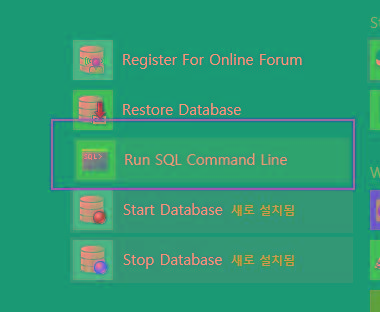 Register For Online Forum
Restore Database
Run SQL Command Line
Start Database 새로 설치됨
Stop Database 새로 설치됨